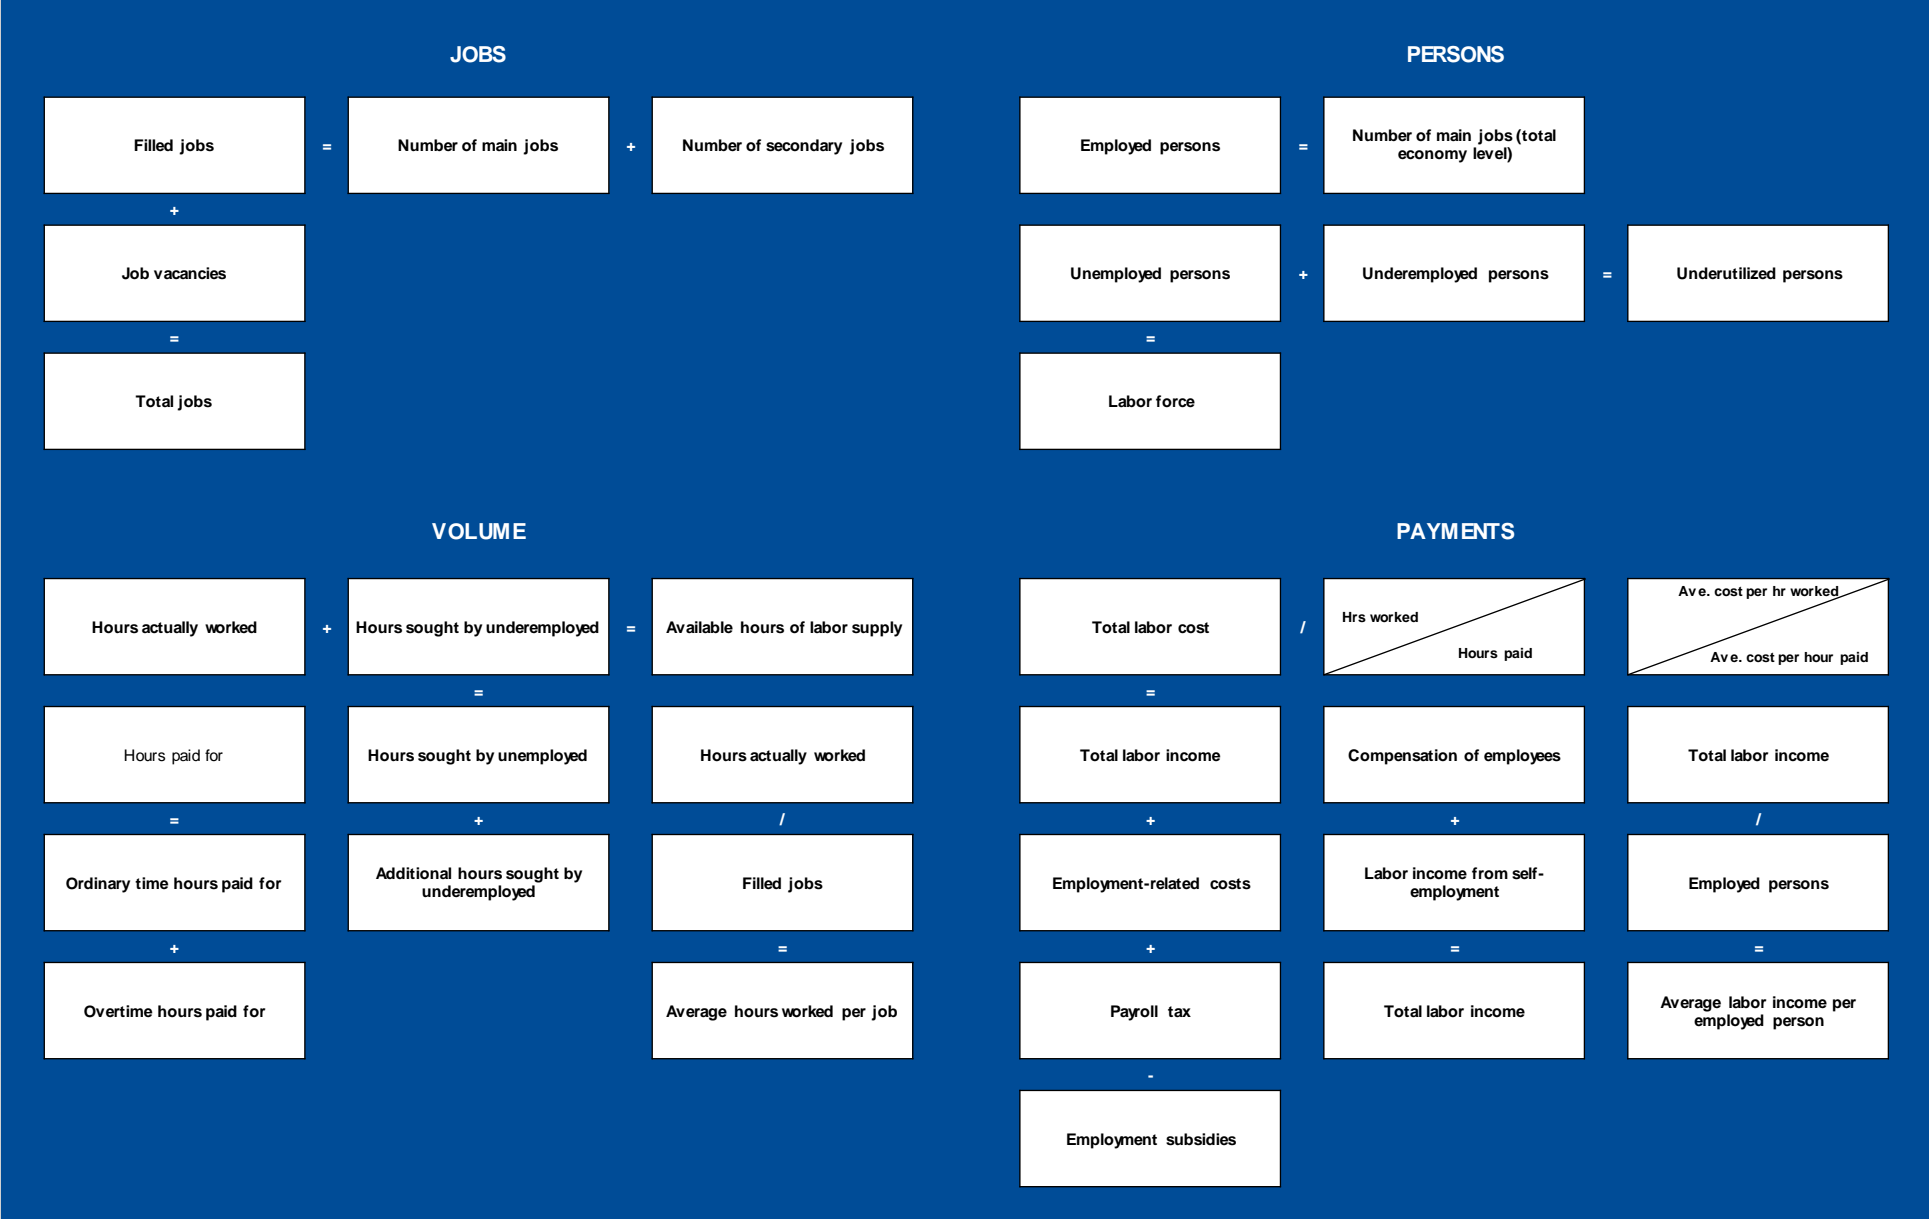 JOBS
PERSONS
Filled jobs
=
Number of main jobs
+
Number of secondary jobs
Employed persons
=
Number of main jobs (total
economy level)
+
Job vacancies
Unemployed persons
+
Underemployed persons
=
Underutilized persons
=
=
Total jobs
Labor force
VOLUME
PAYMENTS
Hours actually worked
+
Hours sought by underemployed
=
Available hours of labor supply
Total labor cost
/
Hrs worked
Hours paid
Ave. cost per hr worked
Ave. cost per hour paid
=
=
Hours paid for
Hours sought by unemployed
Hours actually worked
Total labor income
Compensation of employees
Total labor income
=
+
/
+
+
/
Ordinary time hours paid for
Additional hours sought by
underemployed
Filled jobs
Employment-related costs
Labor income from self-
employment
Employed persons
+
=
+
=
=
Overtime hours paid for
Average hours worked per job
Payroll tax
Total labor income
Average labor income per
employed person
-
Employment subsidies